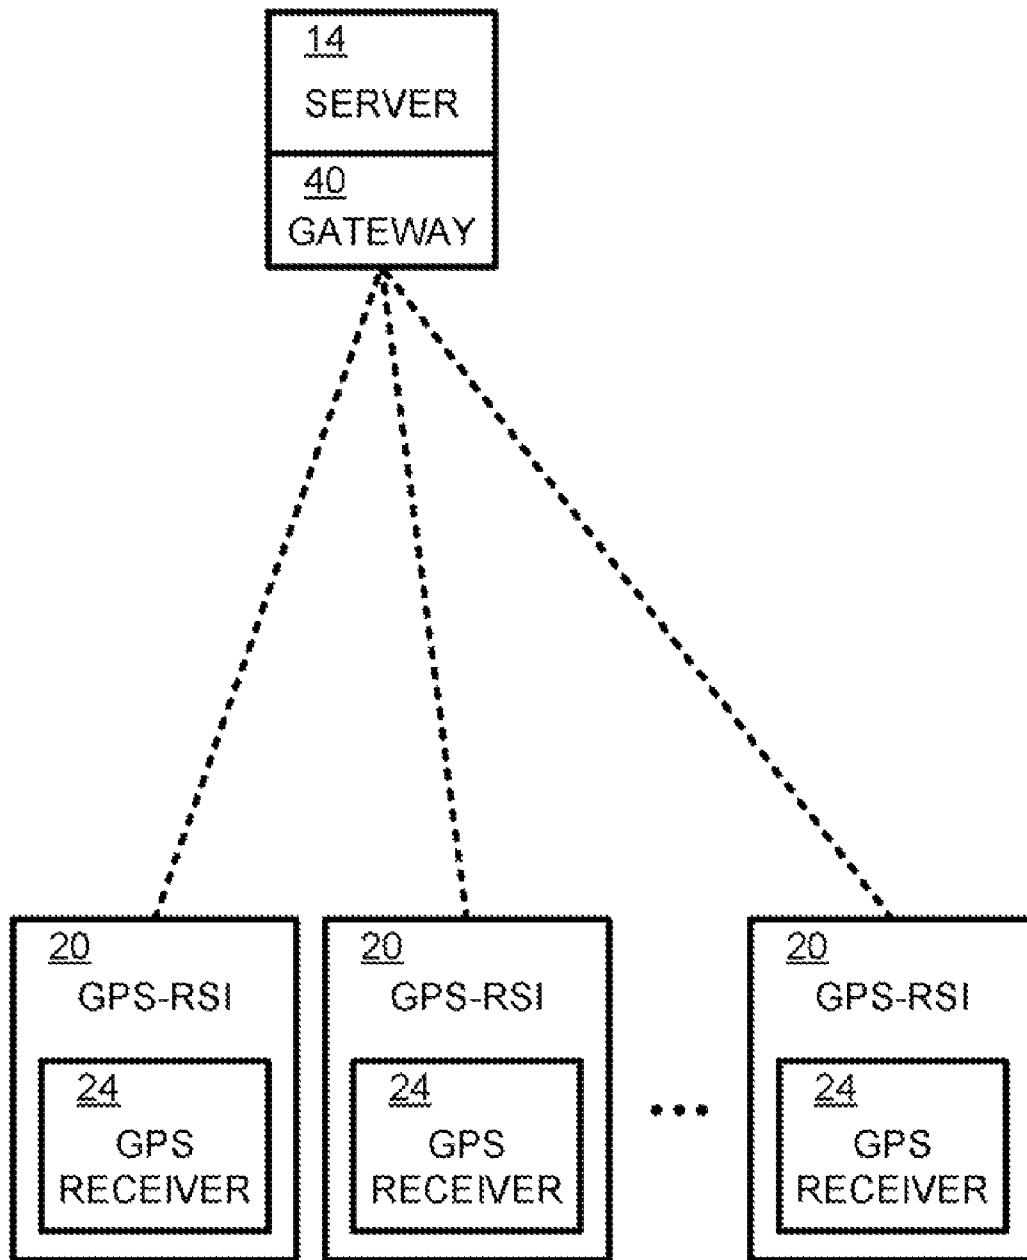 14
SERVER
40
GATEWAY
20
GPS-RSI
24
GPS
RECEIVER
20
GPS-RSI
24
GPS
RECEIVER
•••
20
GPS-RSI
24
GPS
RECEIVER